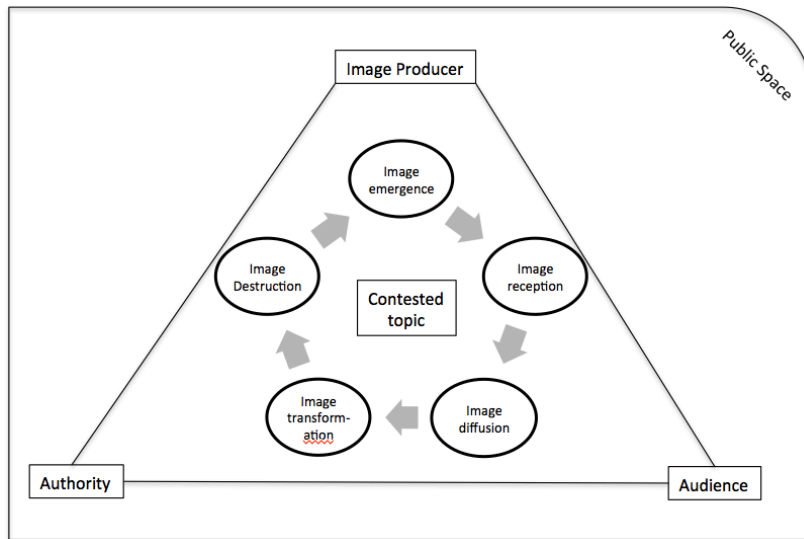 Public Space
Image Producer
Image
emergence
Image
Destruction
Image
reception
Contested
topic
Image
transform-
ation
Image
diffusion
Authority
Audience